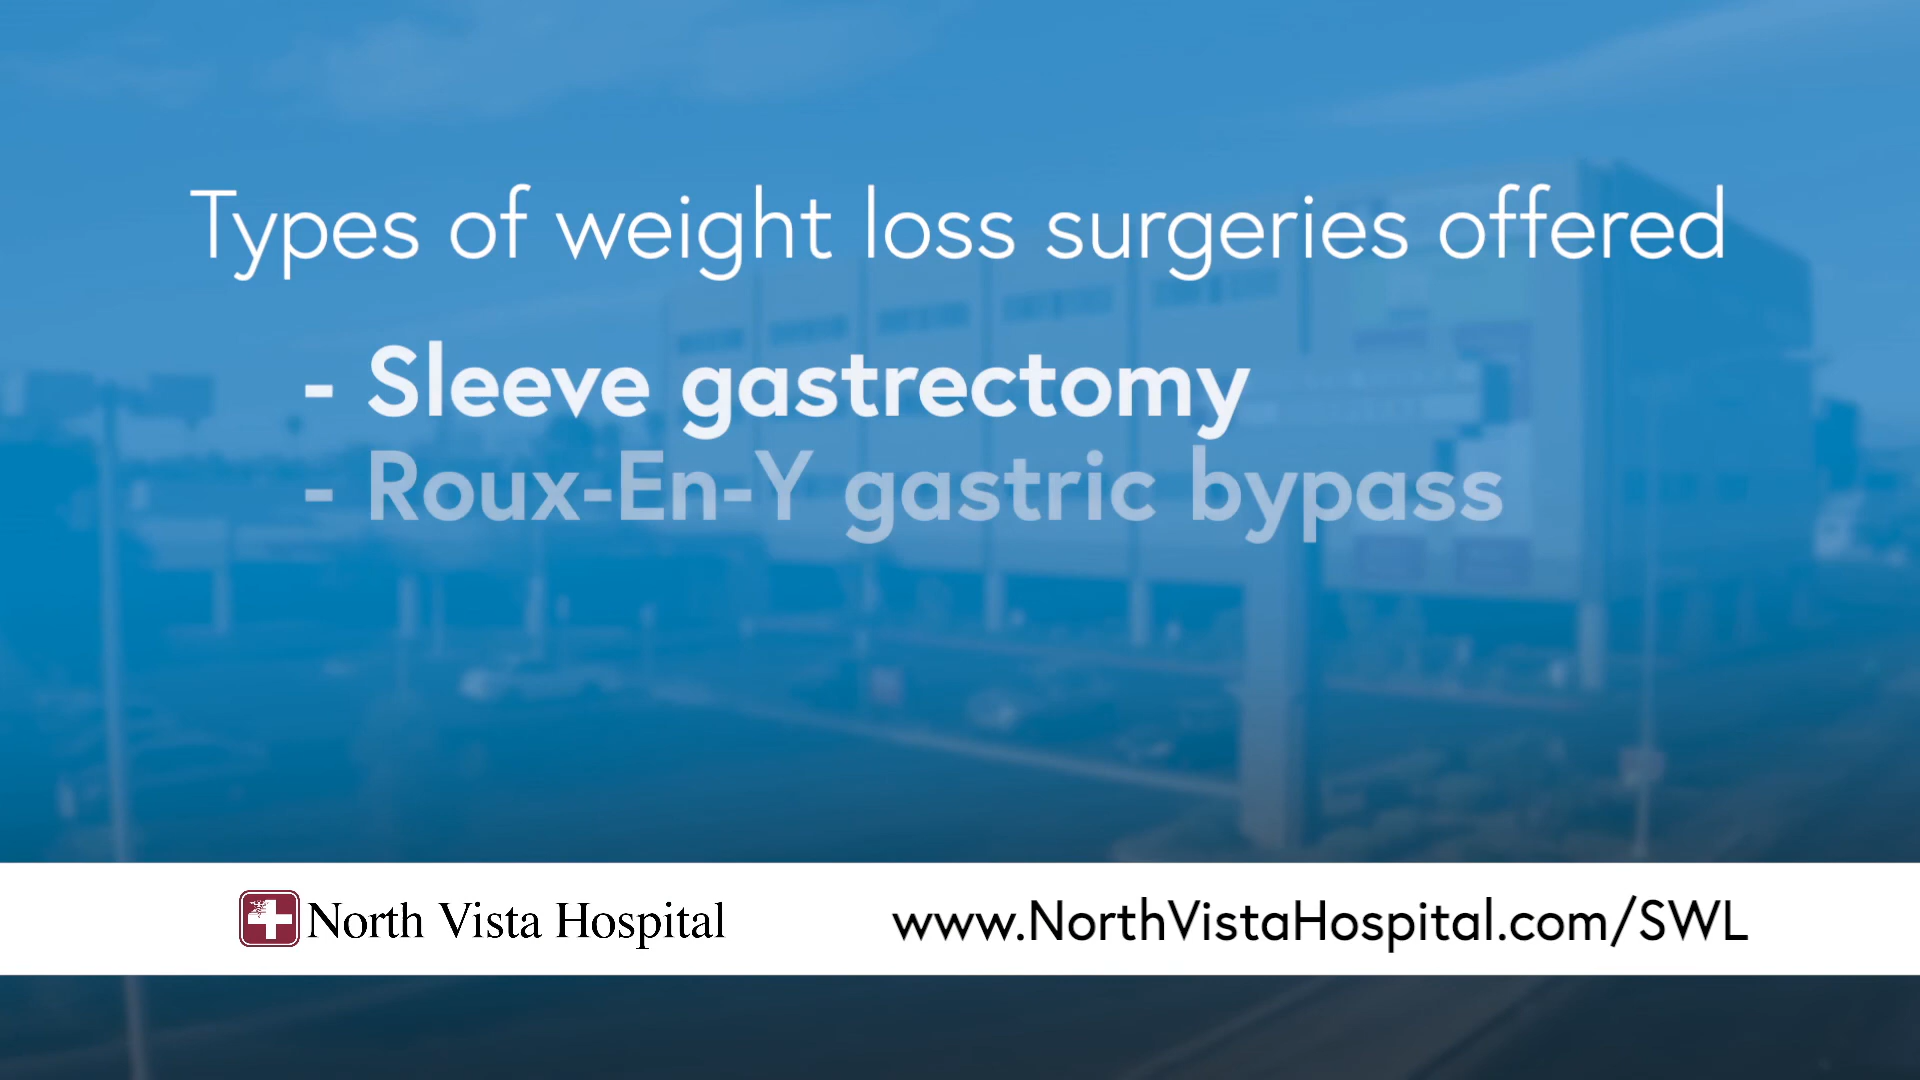 Types of weight loss surgeries offered
- Sleeve gastrectomy
- Roux-En-Y gastric bypass
North Vista Hospital
www.NorthVistaHospital.com/SWL